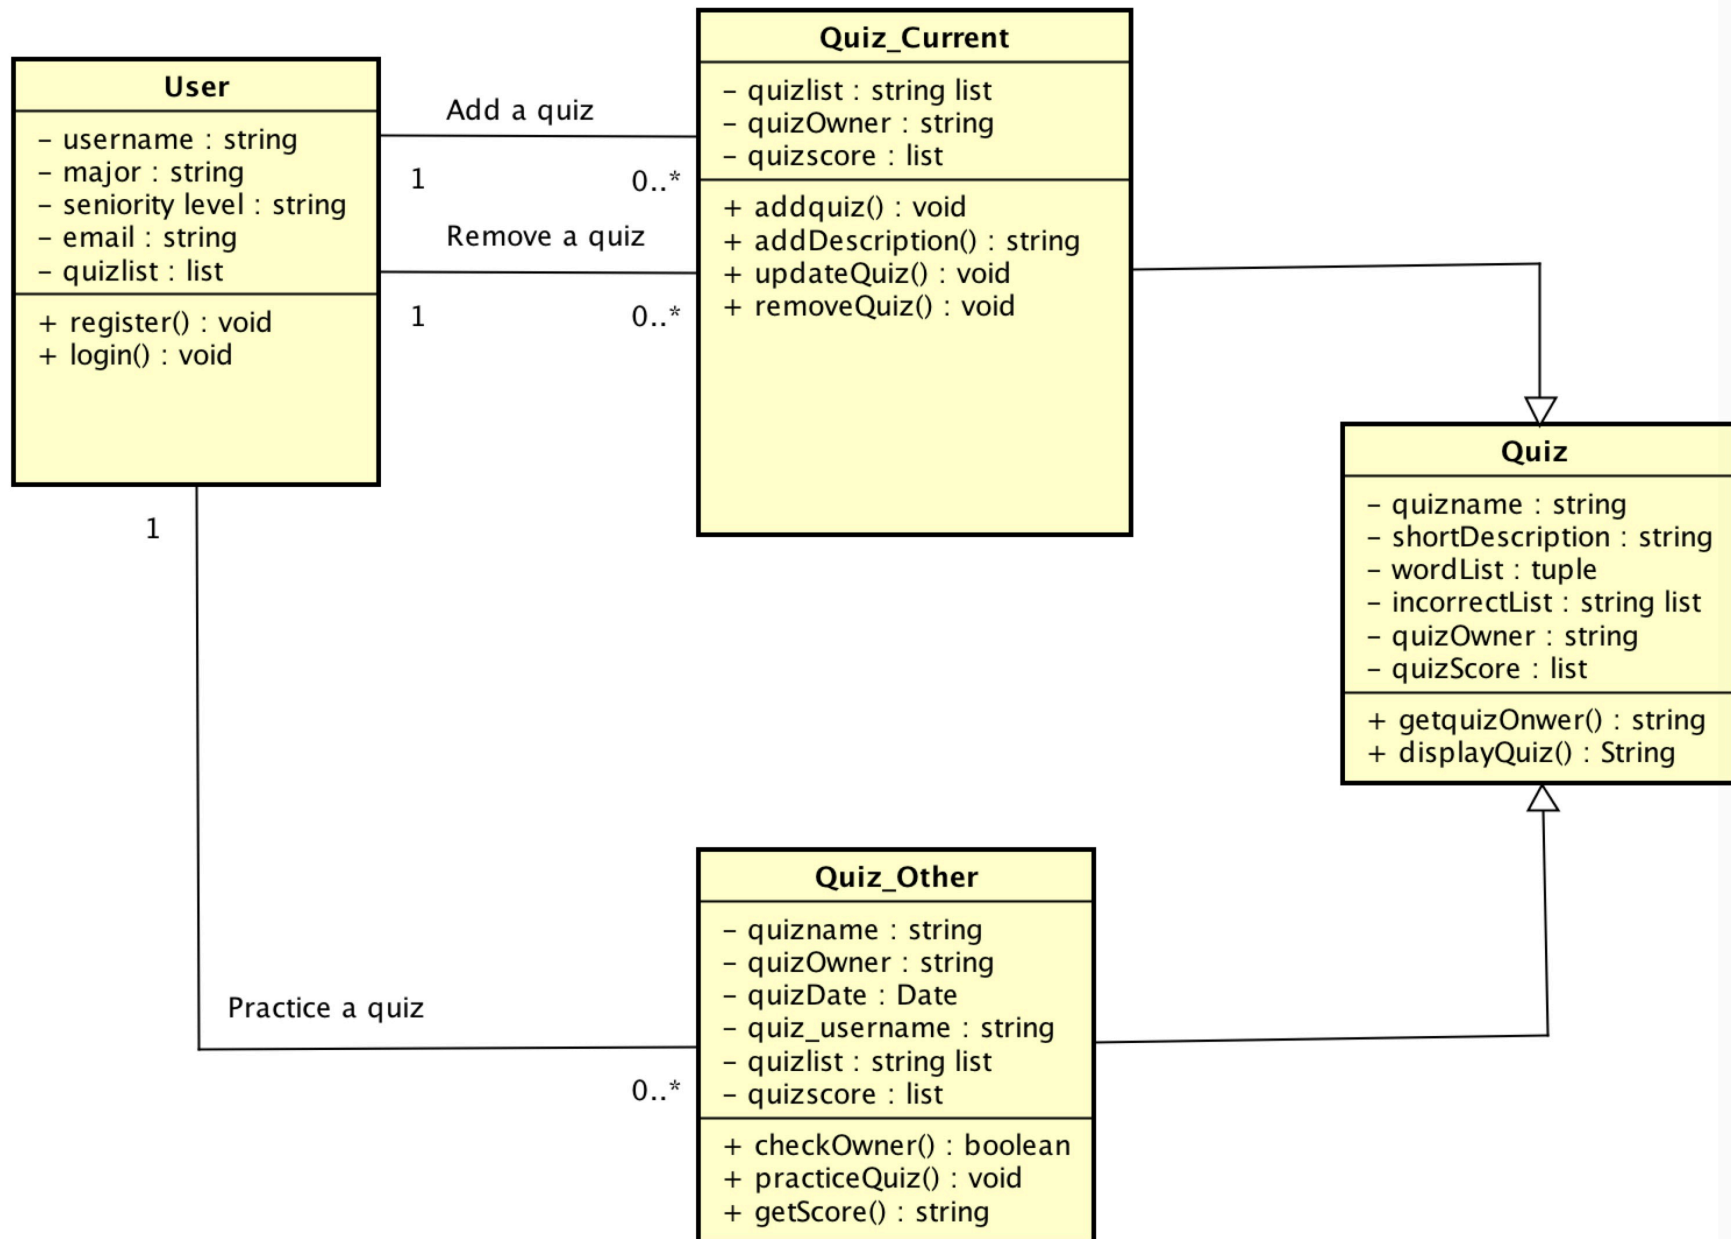 User
- username : string
- major : string
- seniority level : string
- email : string
- quizlist : list
+ register() : void
+ login() : void
Add a quiz
1
0..*
Remove a quiz
1
0..*
Quiz_Current
- quizlist : string list
- quizOwner : string
- quizscore : list
+ addquiz() : void
+ addDescription() : string
+ updateQuiz() : void
+ removeQuiz() : void
Quiz
- quizname : string
- shortDescription : string
- wordList : tuple
- incorrectList : string list
- quizOwner : string
- quizScore : list
+ getquizOnwer() : string
+ displayQuiz() : String
1
Practice a quiz
0..*
Quiz_Other
- quizname : string
- quizOwner : string
- quizDate : Date
- quiz_username : string
- quizlist : string list
- quizscore : list
+ checkOwner() : boolean
+ practiceQuiz() : void
+ getScore() : string